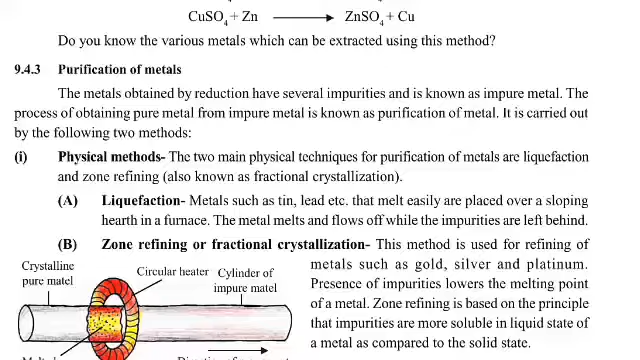 CuSO4 + Zn ⟶ ZnSO4 + Cu
Do you know the various metals which can be extracted using this method?
9.4.3 Purification of metals
The metals obtained by reduction have several impurities and is known as impure metal. The
process of obtaining pure metal from impure metal is known as purification of metal. It is carried out
by the following two methods:
(i) Physical methods- The two main physical techniques for purification of metals are liquefaction
and zone refining (also known as fractional crystallization).
(A) Liquefaction- Metals such as tin, lead etc. that melt easily are placed over a sloping
hearth in a furnace. The metal melts and flows off while the impurities are left behind.
(B) Zone refining or fractional crystallization- This method is used for refining of
metals such as gold, silver and platinum.
Presence of impurities lowers the melting point
of a metal. Zone refining is based on the principle
that impurities are more soluble in liquid state of
a metal as compared to the solid state.
Crystalline
pure matel
Circular heater
Cylinder of
impure matel